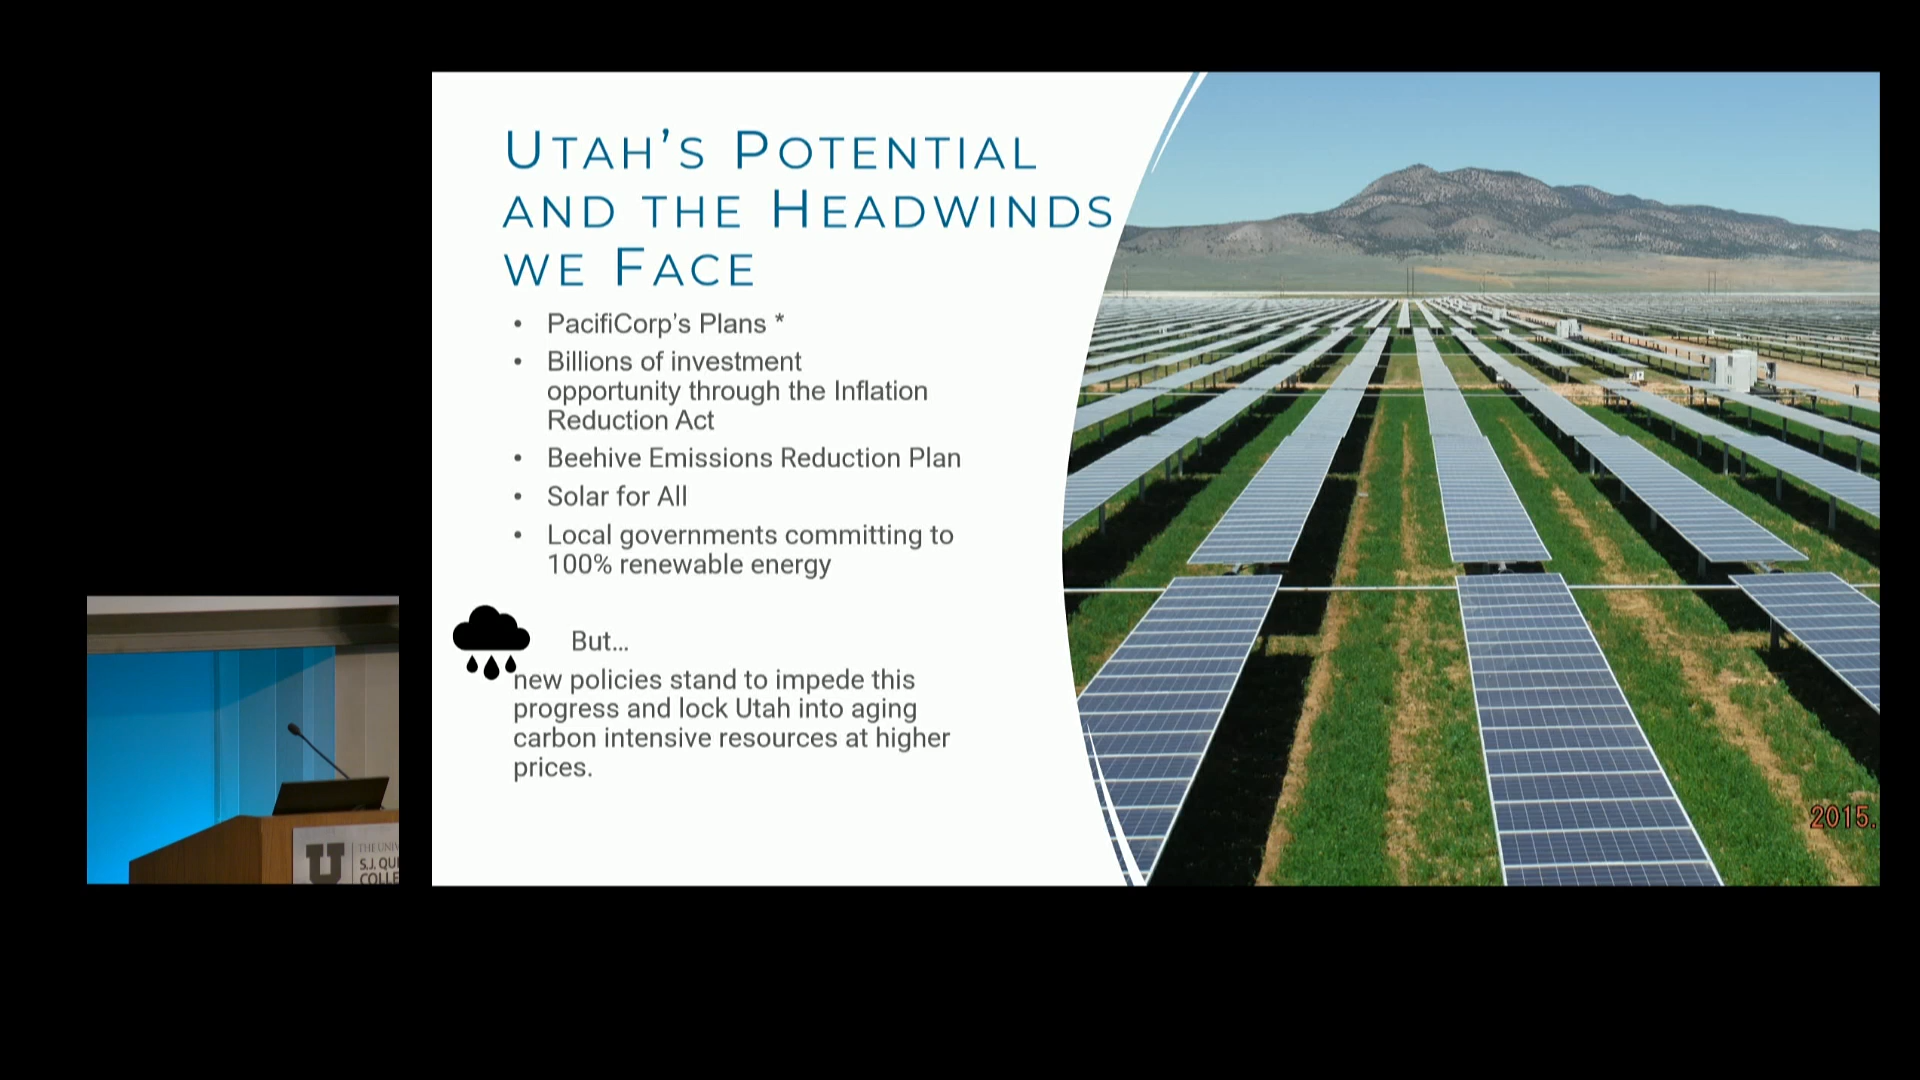 UTAH'S POTENTIAL
AND THE HEADWINDS
WE FACE
• PacifiCorp's Plans *
• Billions of investment
opportunity through the Inflation
Reduction Act
• Beehive Emissions Reduction Plan
• Solar for All
• Local governments committing to
100% renewable energy
But...
new policies stand to impede this
progress and lock Utah into aging
carbon intensive resources at higher
prices.
2015.
U
THE
S.J.